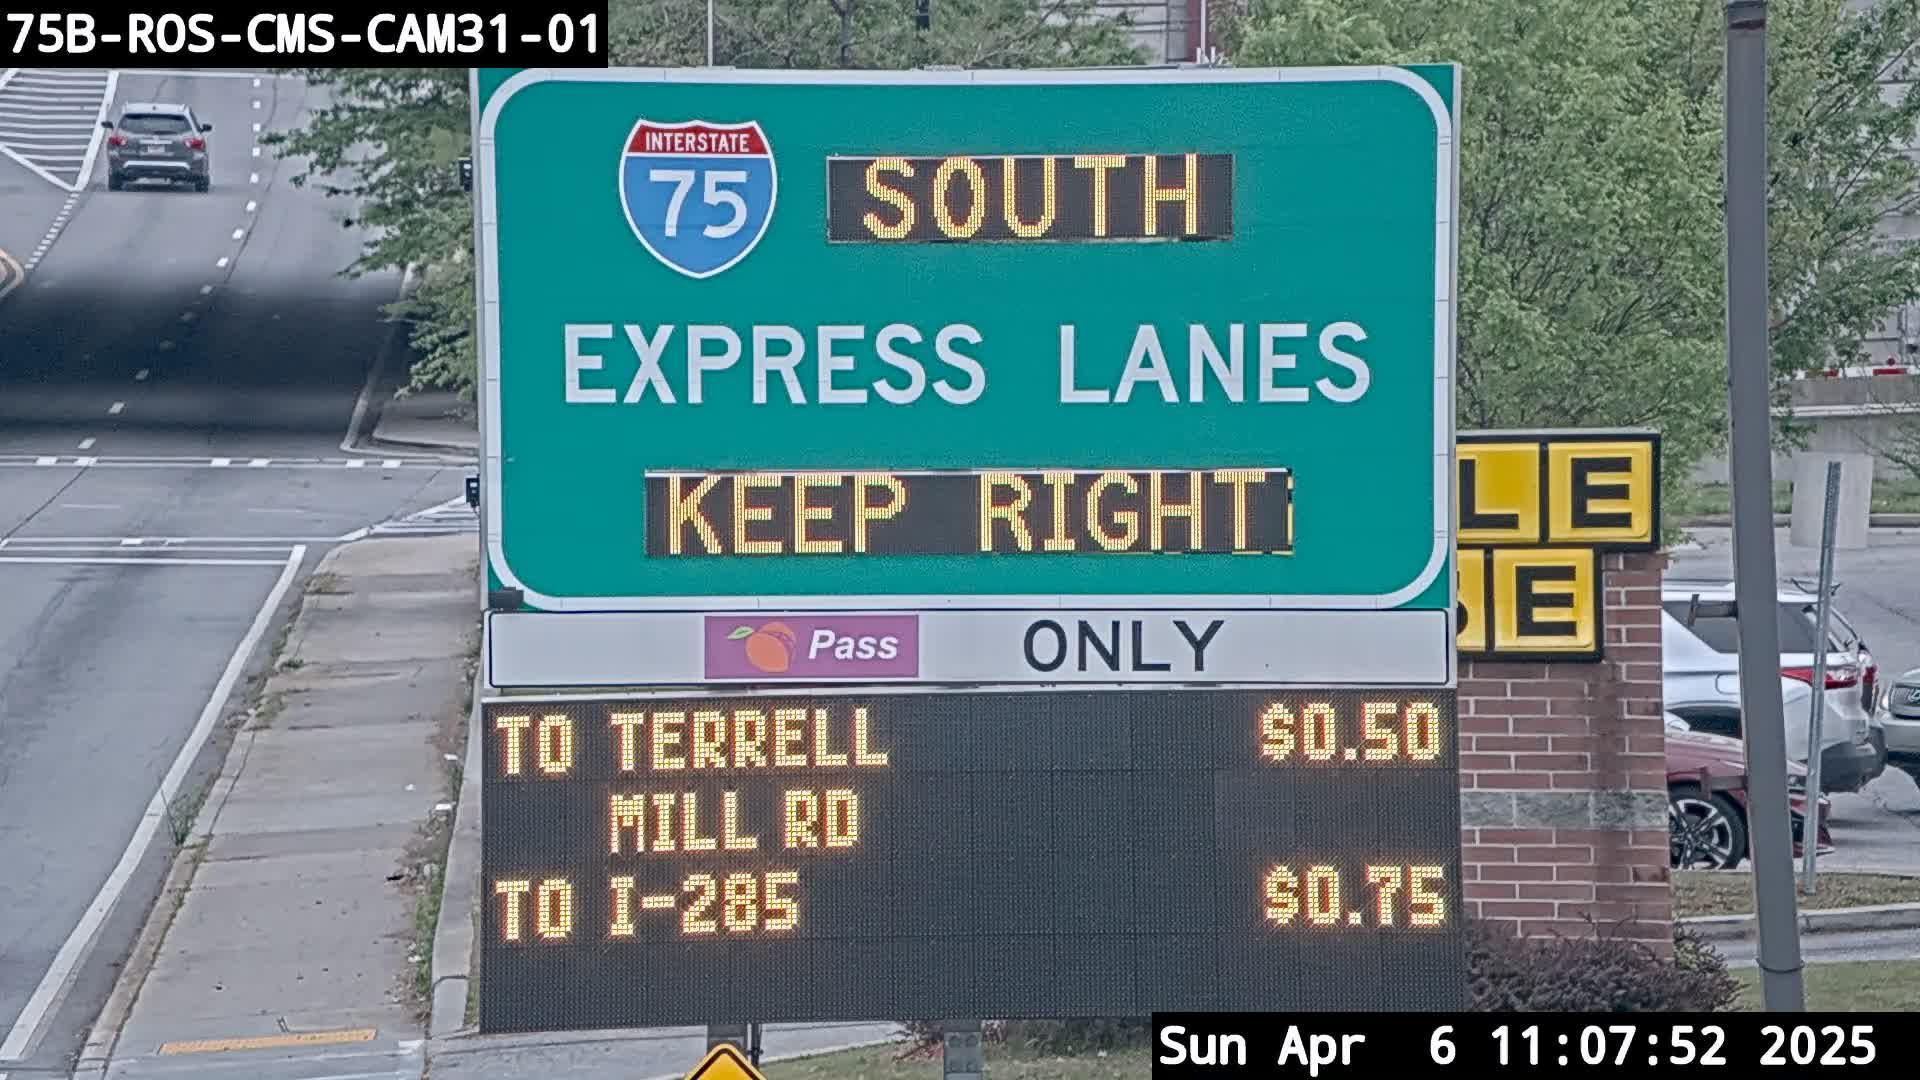 75B-ROS-CMS-CAM31-01
INTERSTATE
75
SOUTH
EXPRESS LANES
KEEP RIGHT
Pass ONLY
TO TERRELL $0.50
MILL RD
TO I-285 $0.75
LE
E
Sun Apr 6 11:07:52 2025